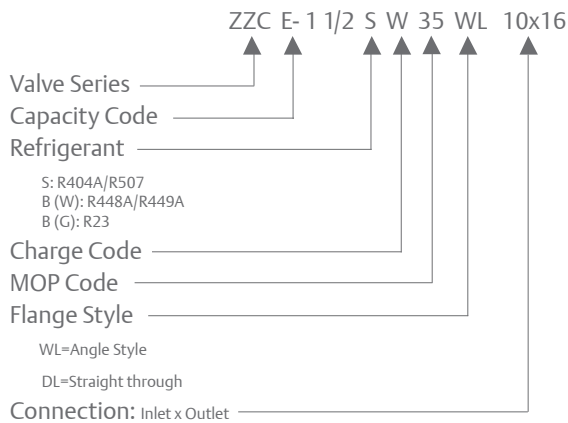 ZZC E- 1 1/2 S W 35 WL 10x16
Valve Series
Capacity Code
Refrigerant
S: R404A/R507
B (W): R448A/R449A
B (G): R23
Charge Code
MOP Code
Flange Style
WL=Angle Style
DL=Straight through
Connection: Inlet x Outlet